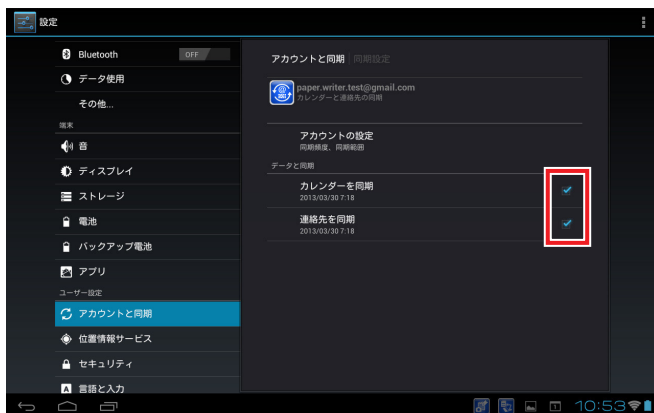 設定
Bluetooth
OFF
データ使用
その他...
端末
音
ディスプレイ
ストレージ
電池
バックアップ電池
アプリ
ユーザー設定
アカウントと同期
位置情報サービス
セキュリティ
言語と入力
アカウントと同期 同期設定
paper.writer.test@gmail.com
カレンダーと連絡先の同期
アカウントの設定
同期頻度、同期範囲
データと同期
カレンダーを同期
2013/03/30 7:18
連絡先を同期
2013/03/30 7:18
10:53